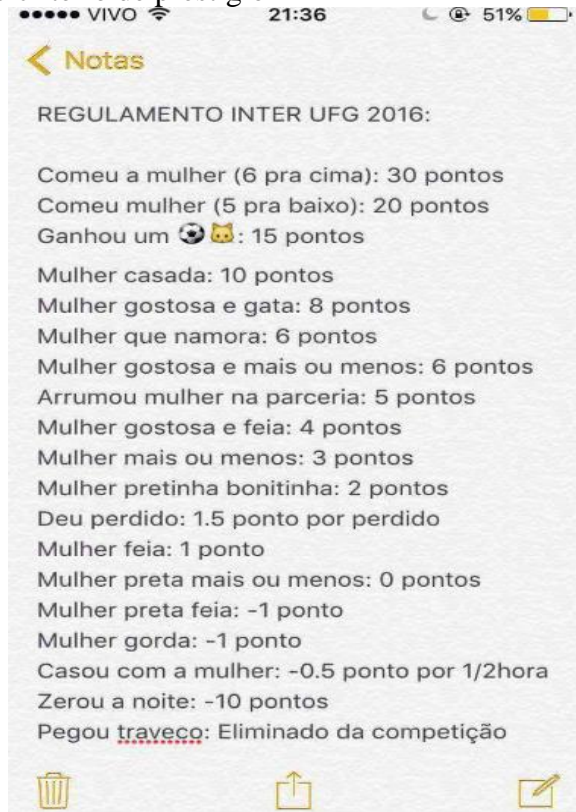 ●●●●● VIVO 21:36 51%
Notas
REGULAMENTO INTER UFG 2016:
Comeu a mulher (6 pra cima): 30 pontos
Comeu mulher (5 pra baixo): 20 pontos
Ganhou um ⚽🐱: 15 pontos
Mulher casada: 10 pontos
Mulher gostosa e gata: 8 pontos
Mulher que namora: 6 pontos
Mulher gostosa e mais ou menos: 6 pontos
Arrumou mulher na parceria: 5 pontos
Mulher gostosa e feia: 4 pontos
Mulher mais ou menos: 3 pontos
Mulher pretinha bonitinha: 2 pontos
Deu perdido: 1.5 ponto por perdido
Mulher feia: 1 ponto
Mulher preta mais ou menos: 0 pontos
Mulher preta feia: -1 ponto
Mulher gorda: -1 ponto
Casou com a mulher: -0.5 ponto por 1/2hora
Zerou a noite: -10 pontos
Pegou traveco: Eliminado da competição